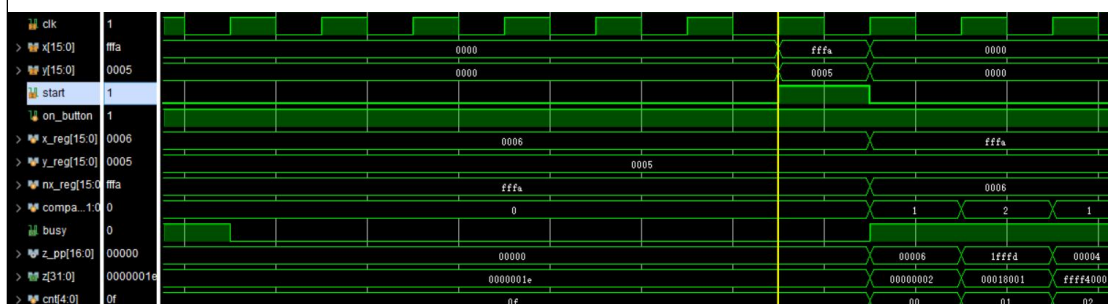 clk 1
x[15:0] fffa 0000 fffa 0000
y[15:0] 0005 0000 0005 0000
start 1
on_button 1
x_reg[15:0] 0006 0006 fffa
y_reg[15:0] 0005 0005
nx_reg[15:0 fffa fffa 0006
compa...1:0 0 0 1 2 1
busy 0
z_pp[16:0] 00000 00000 00006 1fffd 00004
z[31:0] 0000001e 0000001e 00000002 00018001 ffff4000
cnt[4:0] 0f 0f 00 01 02